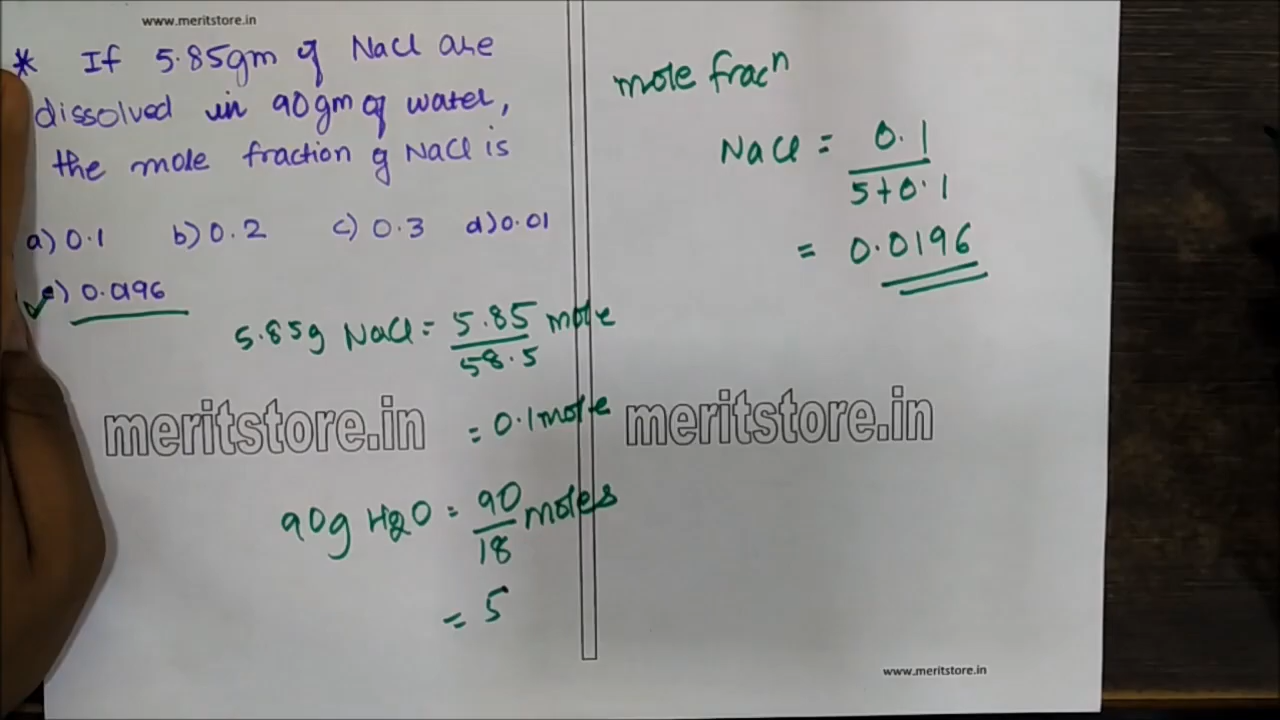 www.meritstore.in
* If 5.85gm of NaCl are
dissolved in 90gm of water,
the mole fraction of NaCl is
a) 0.1 b) 0.2 c) 0.3 d) 0.01
e) 0.0196
5.85g NaCl = 5.85 mole
58.5
= 0.1 mole
90g H2O = 90 moles
18
= 5
mole fracn
NaCl = 0.1
5+0.1
= 0.0196
meritstore.in
meritstore.in
www.meritstore.in